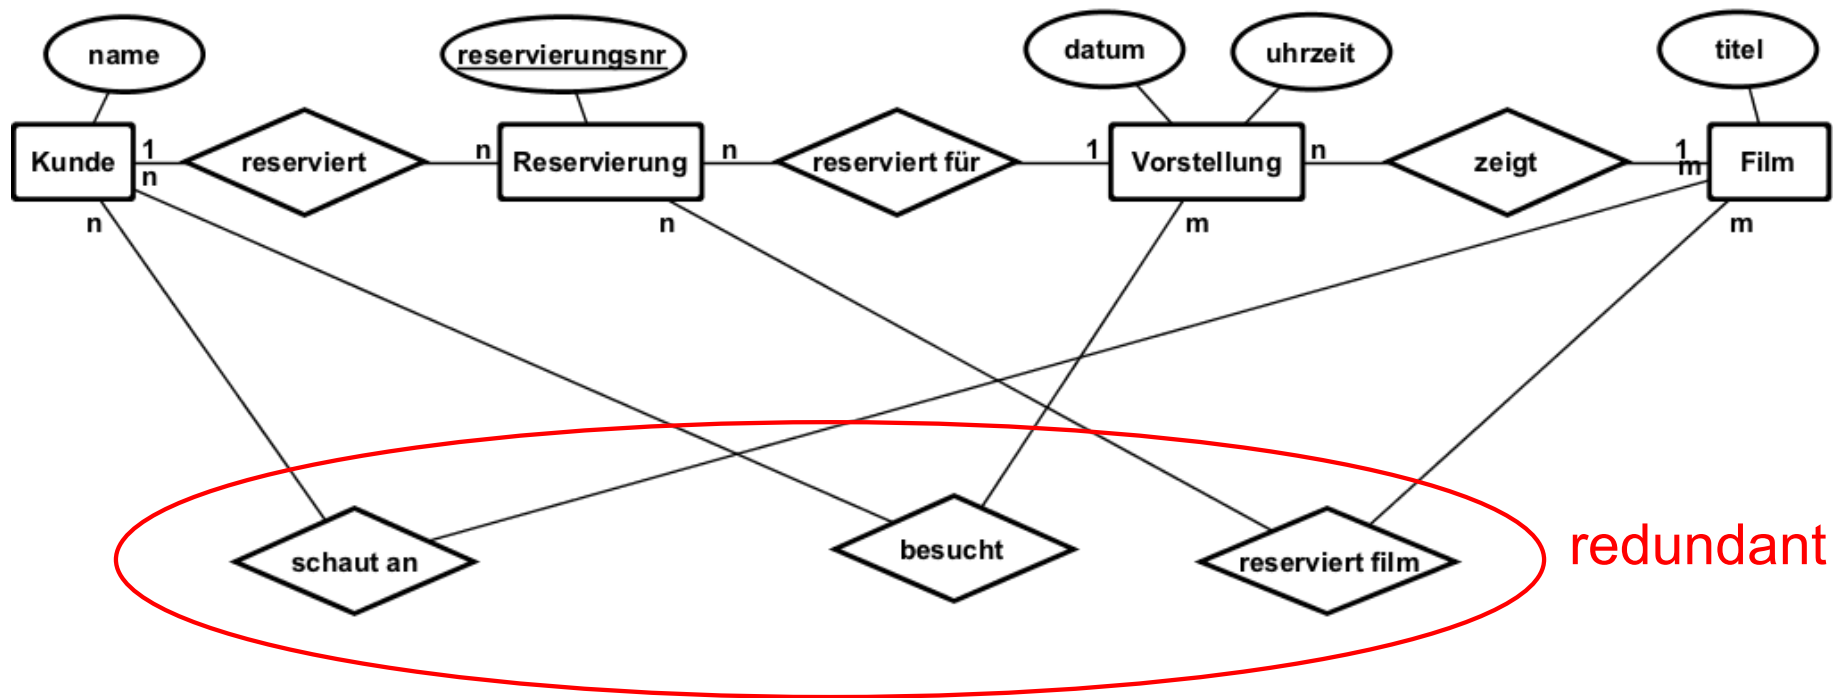 name
reservierungsnr
datum
uhrzeit
titel
Kunde
1
n
n
reserviert
n
Reservierung
n
n
reserviert für
1
Vorstellung
m
n
zeigt
1
m
Film
m
schaut an
besucht
reserviert film
redundant